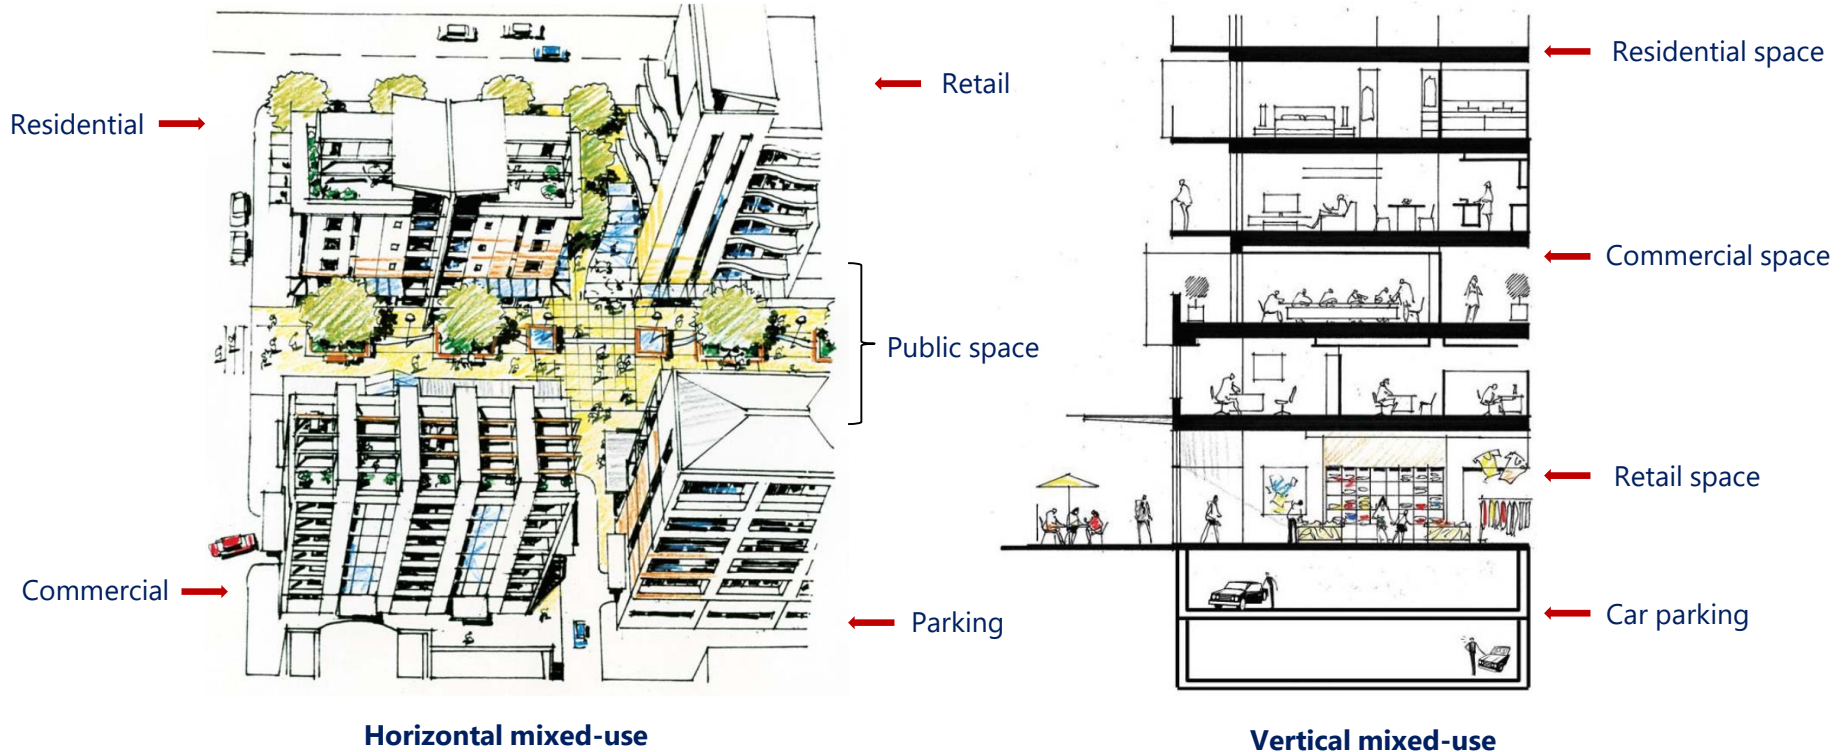 Residential
Retail
Public space
Commercial
Parking
Horizontal mixed-use
Residential space
Commercial space
Retail space
Car parking
Vertical mixed-use